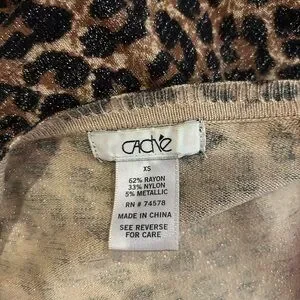 CACHÉ
XS
62% RAYON
33% NYLON
5% METALLIC
RN # 74578
MADE IN CHINA
SEE REVERSE
FOR CARE